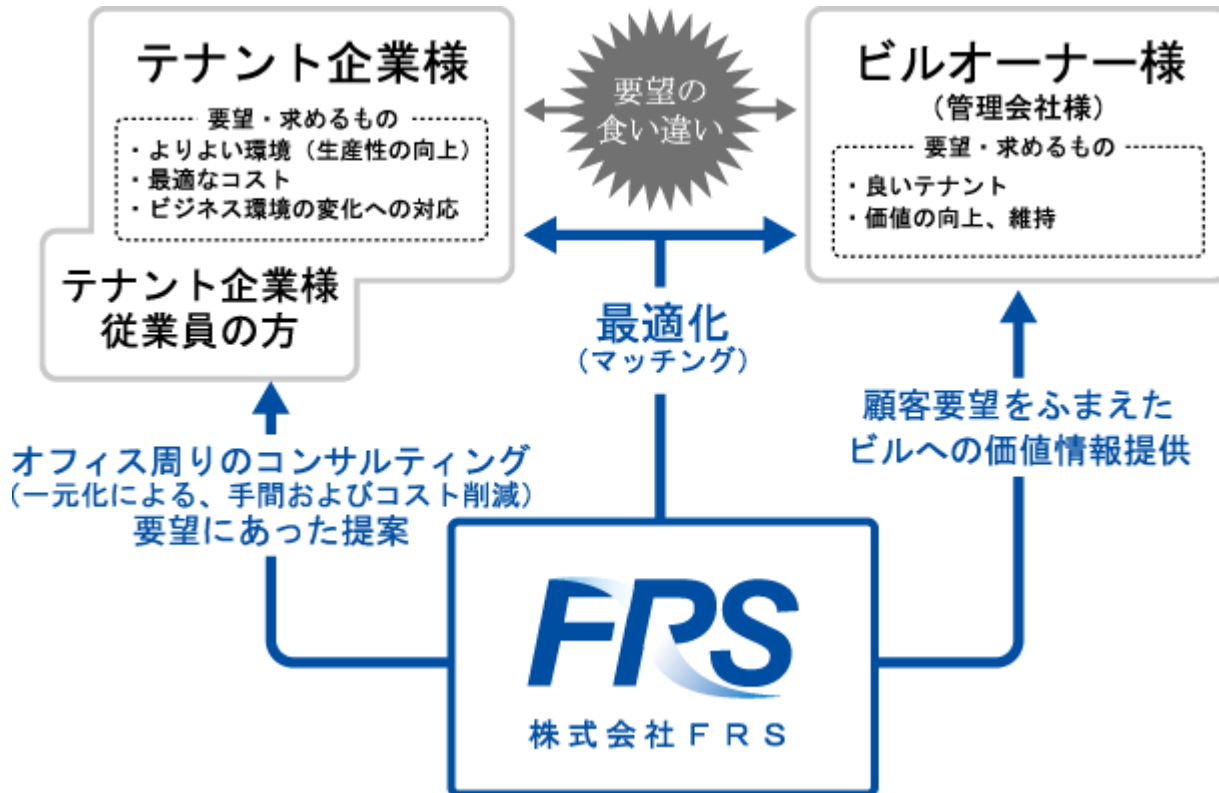 テナント企業様
要望・求めるもの
・よりよい環境（生産性の向上）
・最適なコスト
・ビジネス環境の変化への対応
テナント企業様
従業員の方
要望の
食い違い
ビルオーナー様
（管理会社様）
要望・求めるもの
・良いテナント
・価値の向上、維持
最適化
（マッチング）
オフィス周りのコンサルティング
（一元化による、手間およびコスト削減）
要望にあった提案
顧客要望をふまえた
ビルへの価値情報提供
FRS
株式会社ＦＲＳ